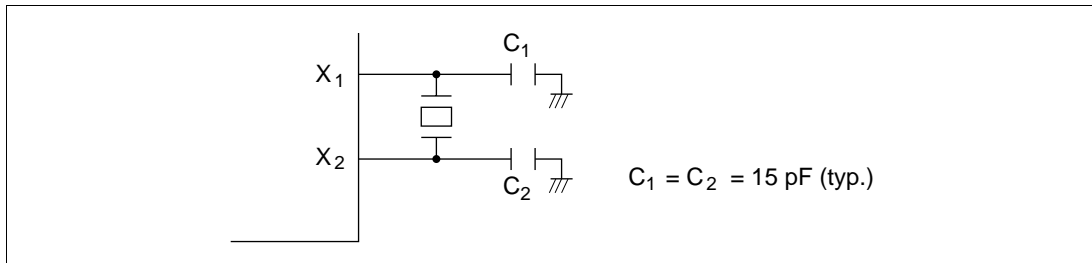 C1
X1
X2
C2
C1 = C2 = 15 pF (typ.)